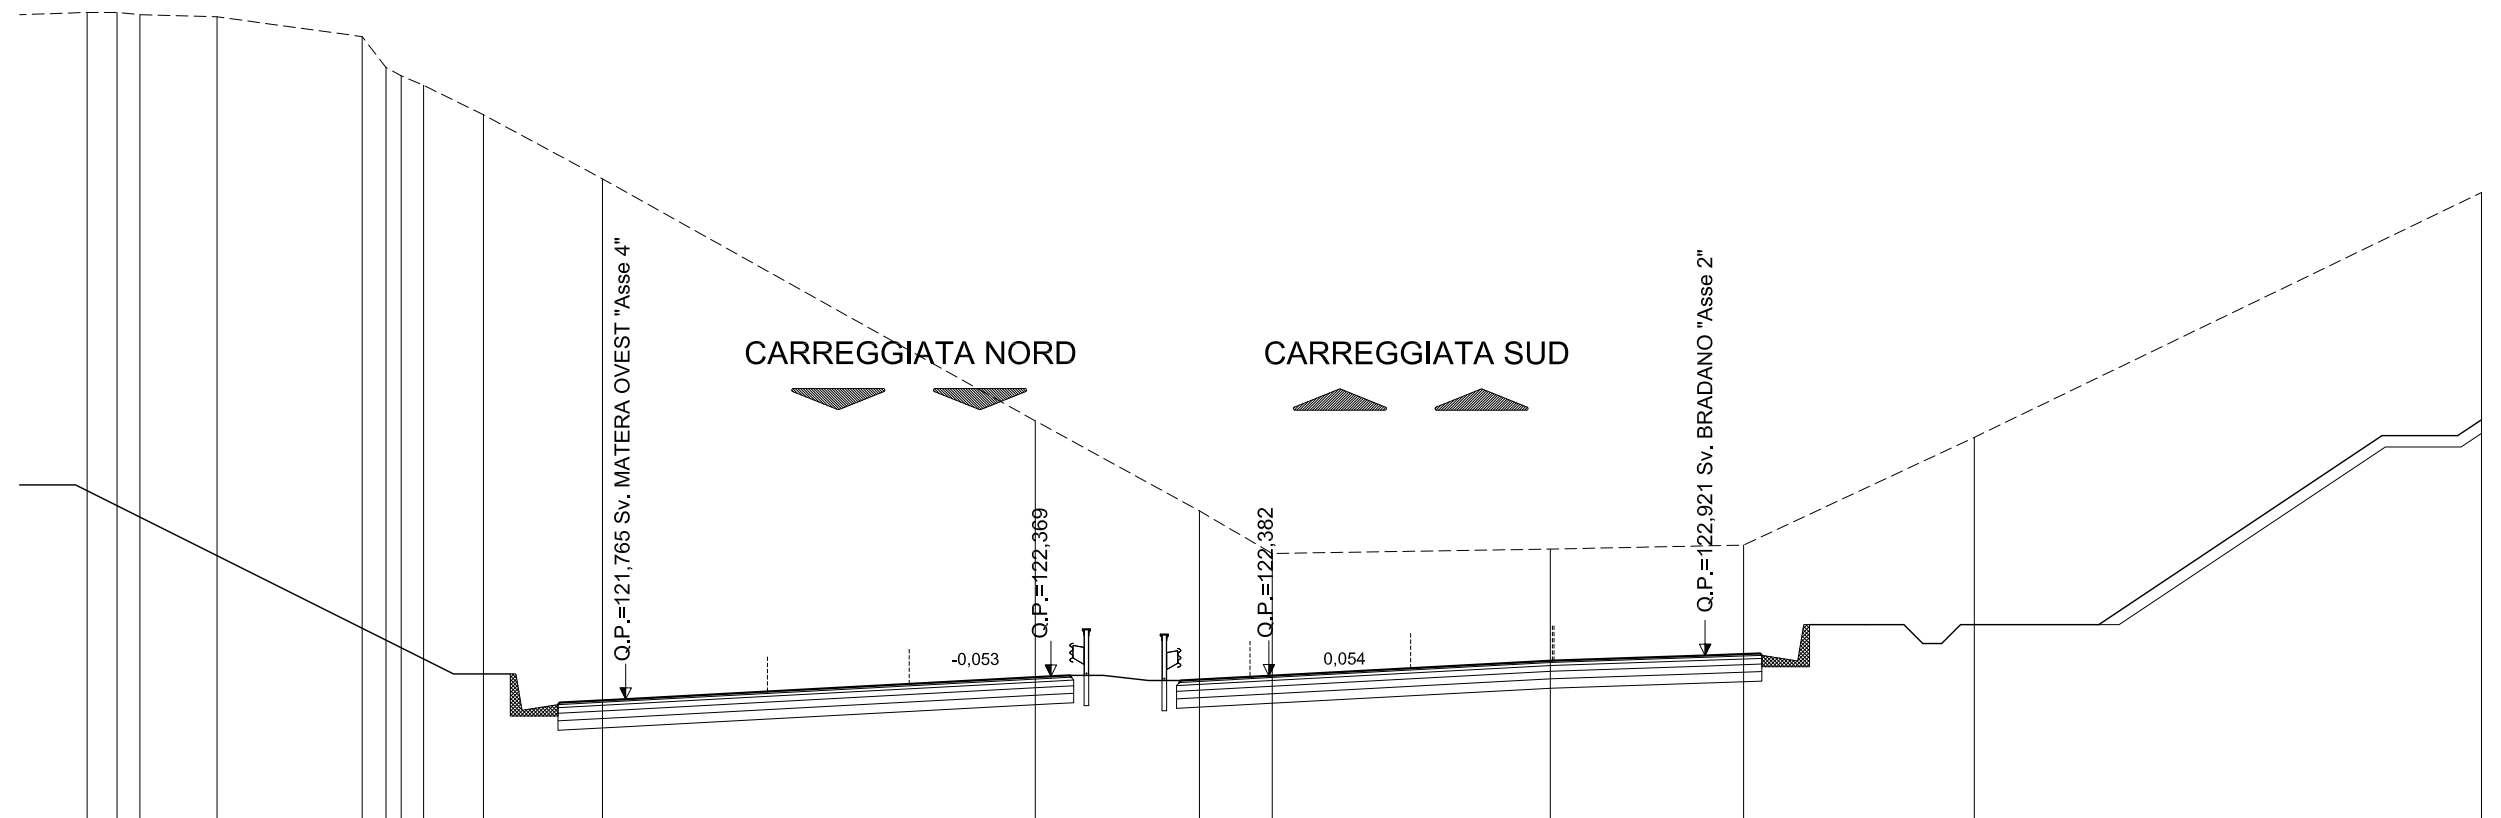 Q.P.=121,765 Sv. MATERA OVEST "Asse 4"
CARREGGIATA NORD
CARREGGIATA SUD
Q.P.=122,369
Q.P.=122,382
Q.P.=122,921 Sv. BRADANO "Asse 2"
-0,053
0,054